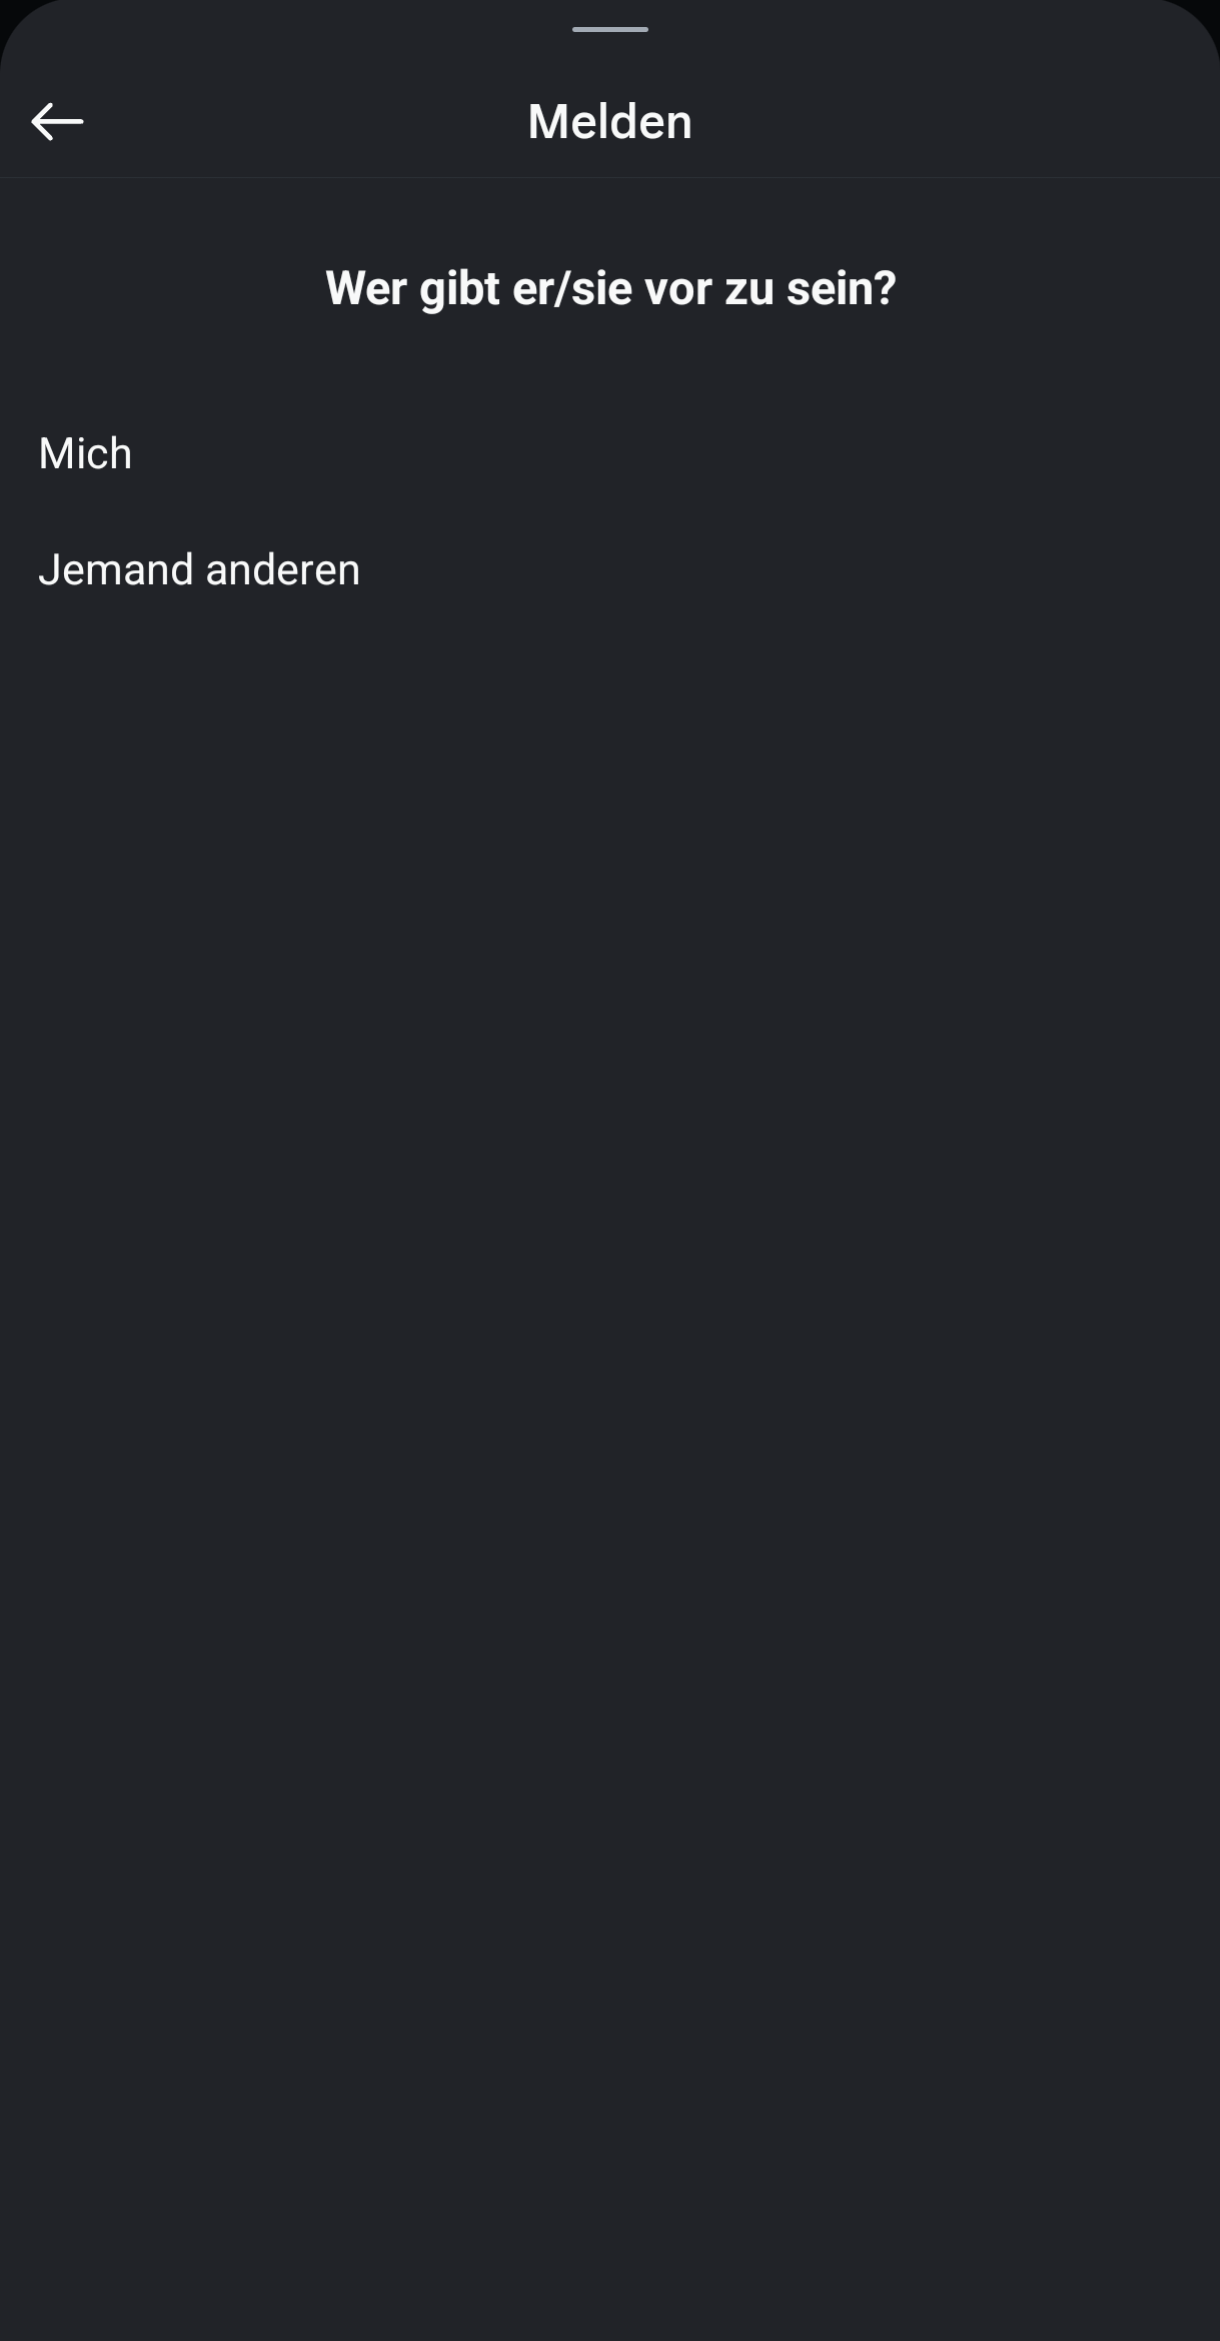 Melden
Wer gibt er/sie vor zu sein?
Mich
Jemand anderen